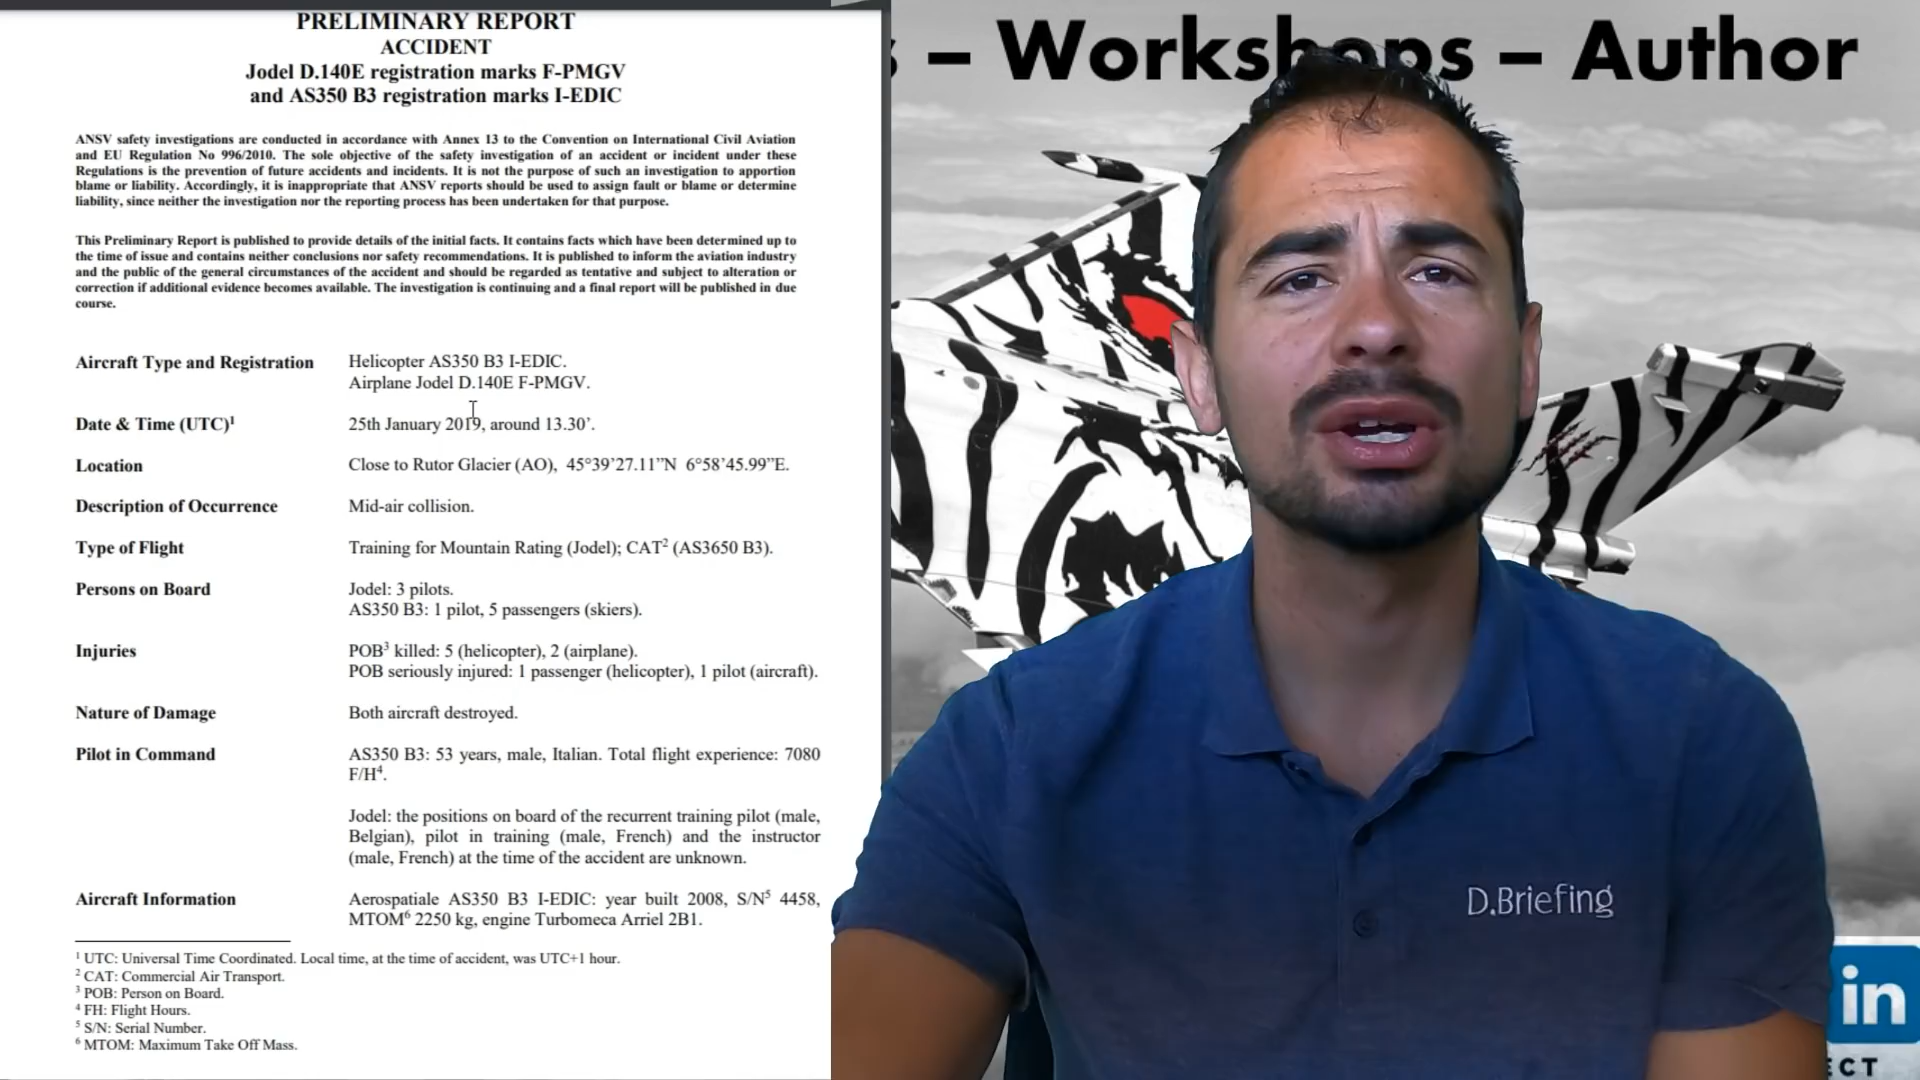 PRELIMINARY REPORT
ACCIDENT
Jodel D.140E registration marks F-PMGV
and AS350 B3 registration marks I-EDIC
ANSV safety investigations are conducted in accordance with Annex 13 to the Convention on International Civil Aviation
and EU Regulation No 996/2010. The sole objective of the safety investigation of an accident or incident under these
Regulations is the prevention of future accidents and incidents. It is not the purpose of such an investigation to apportion
blame or liability. Accordingly, it is inappropriate that ANSV reports should be used to assign fault or blame or determine
liability, since neither the investigation nor the reporting process has been undertaken for that purpose.
This Preliminary Report is published to provide details of the initial facts. It contains facts which have been determined up to
the time of issue and contains neither conclusions nor safety recommendations. It is published to inform the aviation industry
and the public of the general circumstances of the accident and should be regarded as tentative and subject to alteration or
correction if additional evidence becomes available. The investigation is continuing and a final report will be published in due
course.
Aircraft Type and Registration Helicopter AS350 B3 I-EDIC.
Airplane Jodel D.140E F-PMGV.
Date & Time (UTC)¹ 25th January 2019, around 13.30’.
Location Close to Rutor Glacier (AO), 45°39’27.11”N 6°58’45.99”E.
Description of Occurrence Mid-air collision.
Type of Flight Training for Mountain Rating (Jodel); CAT² (AS3650 B3).
Persons on Board Jodel: 3 pilots.
AS350 B3: 1 pilot, 5 passengers (skiers).
Injuries POB³ killed: 5 (helicopter), 2 (airplane).
POB seriously injured: 1 passenger (helicopter), 1 pilot (aircraft).
Nature of Damage Both aircraft destroyed.
Pilot in Command AS350 B3: 53 years, male, Italian. Total flight experience: 7080
F/H⁴.
Jodel: the positions on board of the recurrent training pilot (male,
Belgian), pilot in training (male, French) and the instructor
(male, French) at the time of the accident are unknown.
Aircraft Information Aerospatiale AS350 B3 I-EDIC: year built 2008, S/N⁵ 4458,
MTOM⁶ 2250 kg, engine Turbomeca Arriel 2B1.
¹ UTC: Universal Time Coordinated. Local time, at the time of accident, was UTC+1 hour.
² CAT: Commercial Air Transport.
³ POB: Person on Board.
⁴ FH: Flight Hours.
⁵ S/N: Serial Number.
⁶ MTOM: Maximum Take Off Mass.
s – Workshops – Author
D.Briefing
in
ECT